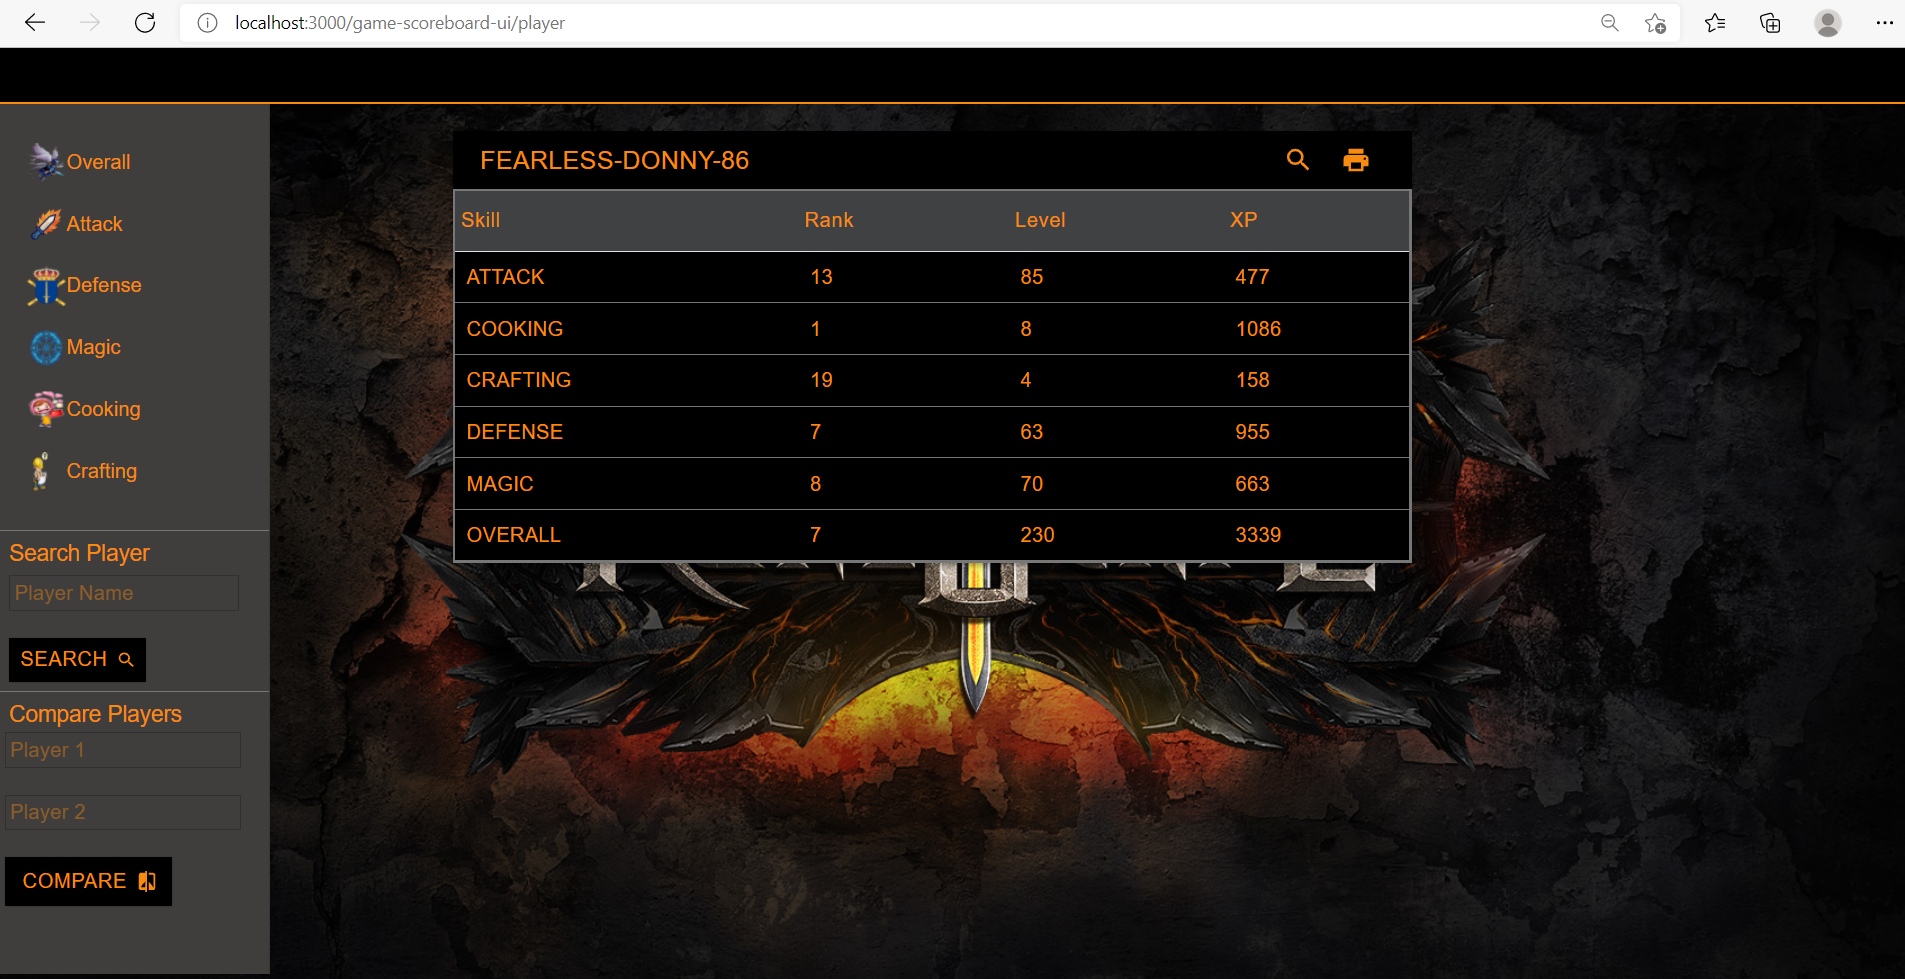 localhost:3000/game-scoreboard-ui/player
Overall
Attack
Defense
Magic
Cooking
Crafting
Search Player
Player Name
SEARCH
Compare Players
Player 1
Player 2
COMPARE
FEARLESS-DONNY-86
Skill Rank Level XP
ATTACK 13 85 477
COOKING 1 8 1086
CRAFTING 19 4 158
DEFENSE 7 63 955
MAGIC 8 70 663
OVERALL 7 230 3339